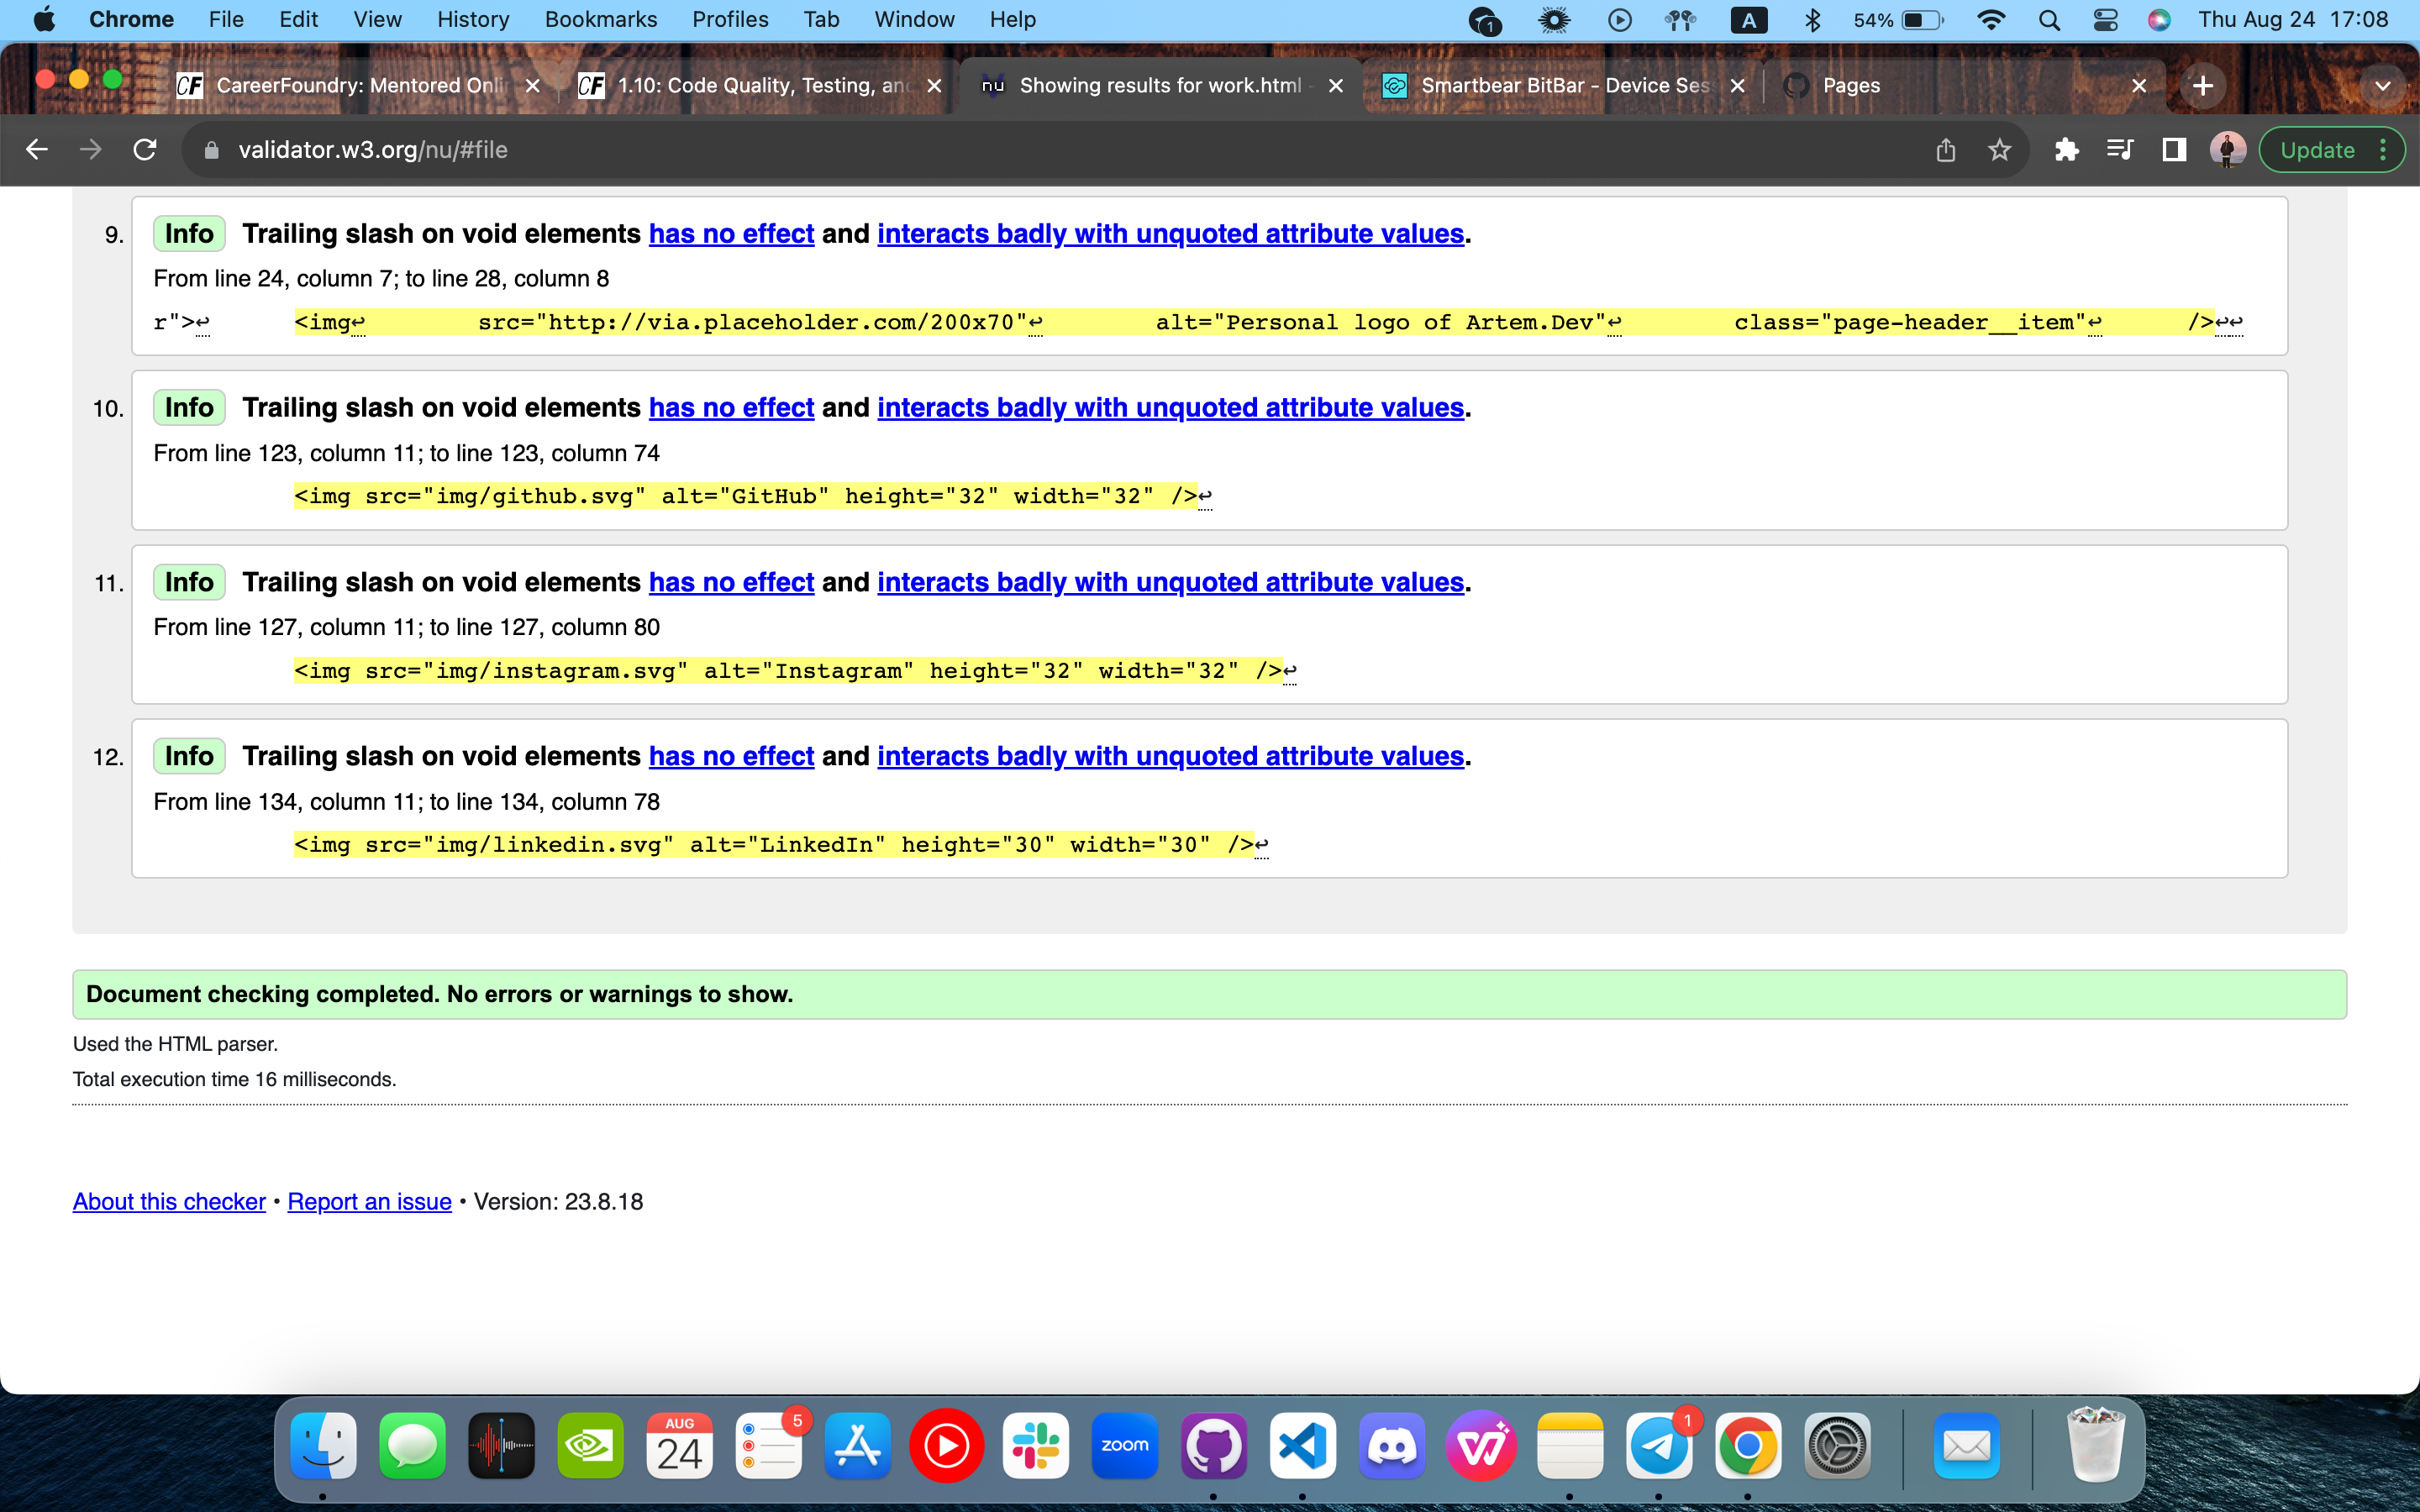 Chrome File Edit View History Bookmarks Profiles Tab Window Help 1 A 54% Thu Aug 24 17:08
CF CareerFoundry: Mentored Onli CF 1.10: Code Quality, Testing, an nu Showing results for work.html - Smartbear BitBar - Device Ses Pages
validator.w3.org/nu/#file Update
9. Info Trailing slash on void elements has no effect and interacts badly with unquoted attribute values.
From line 24, column 7; to line 28, column 8
r">↩ <img↩ src="http://via.placeholder.com/200x70"↩ alt="Personal logo of Artem.Dev"↩ class="page-header__item"↩ />↩↩
10. Info Trailing slash on void elements has no effect and interacts badly with unquoted attribute values.
From line 123, column 11; to line 123, column 74
<img src="img/github.svg" alt="GitHub" height="32" width="32" />↩
11. Info Trailing slash on void elements has no effect and interacts badly with unquoted attribute values.
From line 127, column 11; to line 127, column 80
<img src="img/instagram.svg" alt="Instagram" height="32" width="32" />↩
12. Info Trailing slash on void elements has no effect and interacts badly with unquoted attribute values.
From line 134, column 11; to line 134, column 78
<img src="img/linkedin.svg" alt="LinkedIn" height="30" width="30" />↩
Document checking completed. No errors or warnings to show.
Used the HTML parser.
Total execution time 16 milliseconds.
About this checker • Report an issue • Version: 23.8.18
AUG 5 1
24 zoom